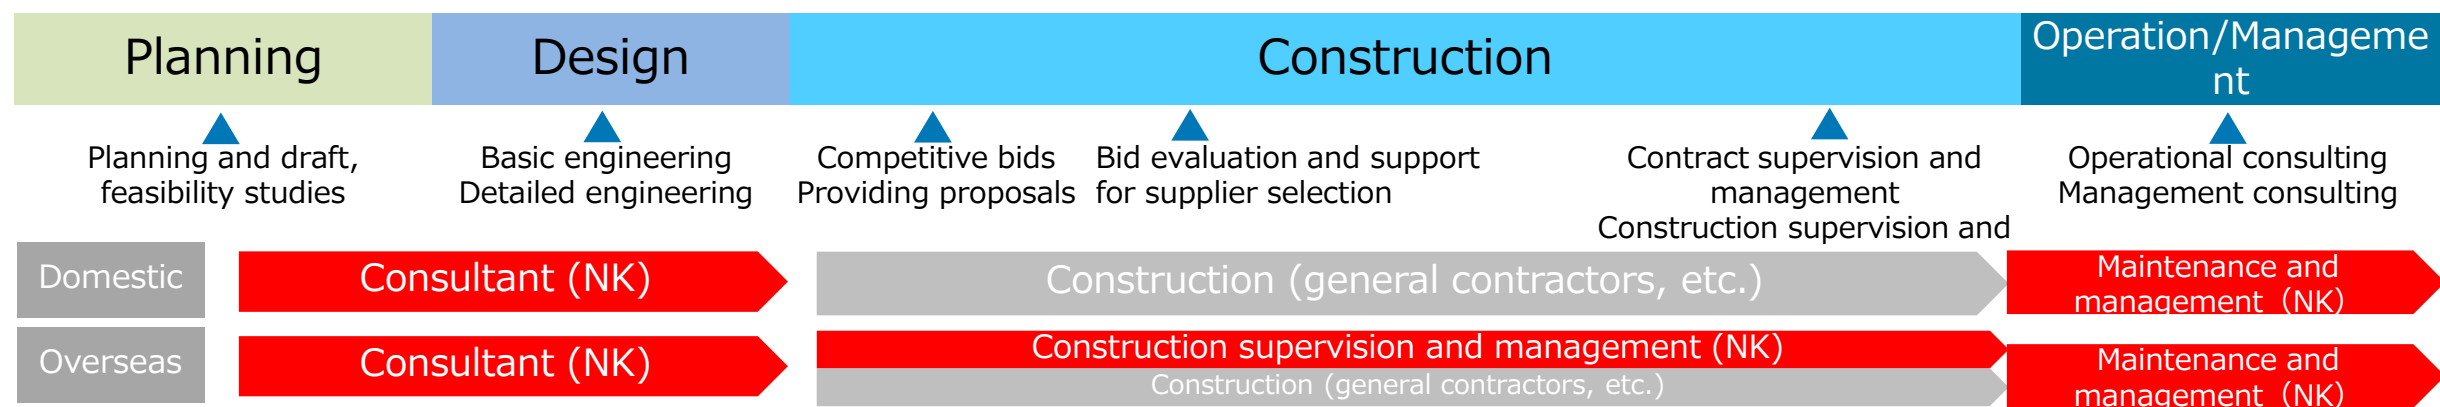 Planning
Design
Construction
Operation/Manageme
nt
Planning and draft,
feasibility studies
Basic engineering
Detailed engineering
Competitive bids
Providing proposals
Bid evaluation and support
for supplier selection
Contract supervision and
management
Construction supervision and
Operational consulting
Management consulting
Domestic
Consultant (NK)
Construction (general contractors, etc.)
Maintenance and
management（NK）
Overseas
Consultant (NK)
Construction supervision and management (NK)
Construction (general contractors, etc.)
Maintenance and
management（NK）